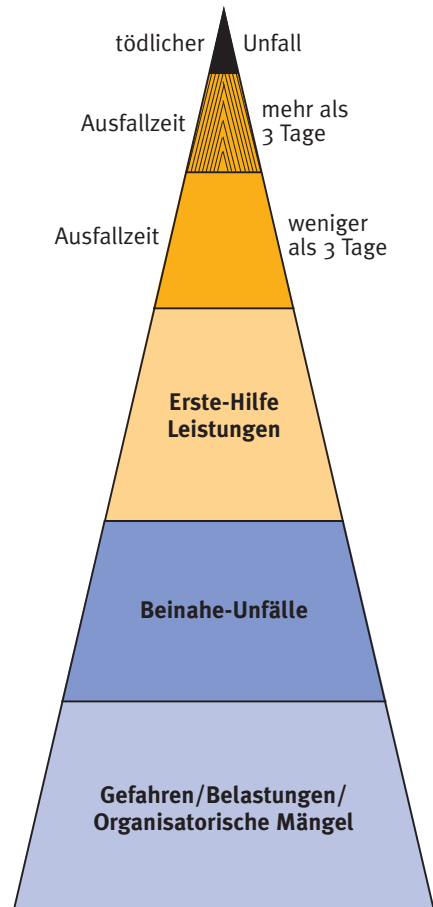 tödlicher Unfall
Ausfallzeit mehr als
3 Tage
Ausfallzeit weniger
als 3 Tage
Erste-Hilfe
Leistungen
Beinahe-Unfälle
Gefahren/Belastungen/
Organisatorische Mängel